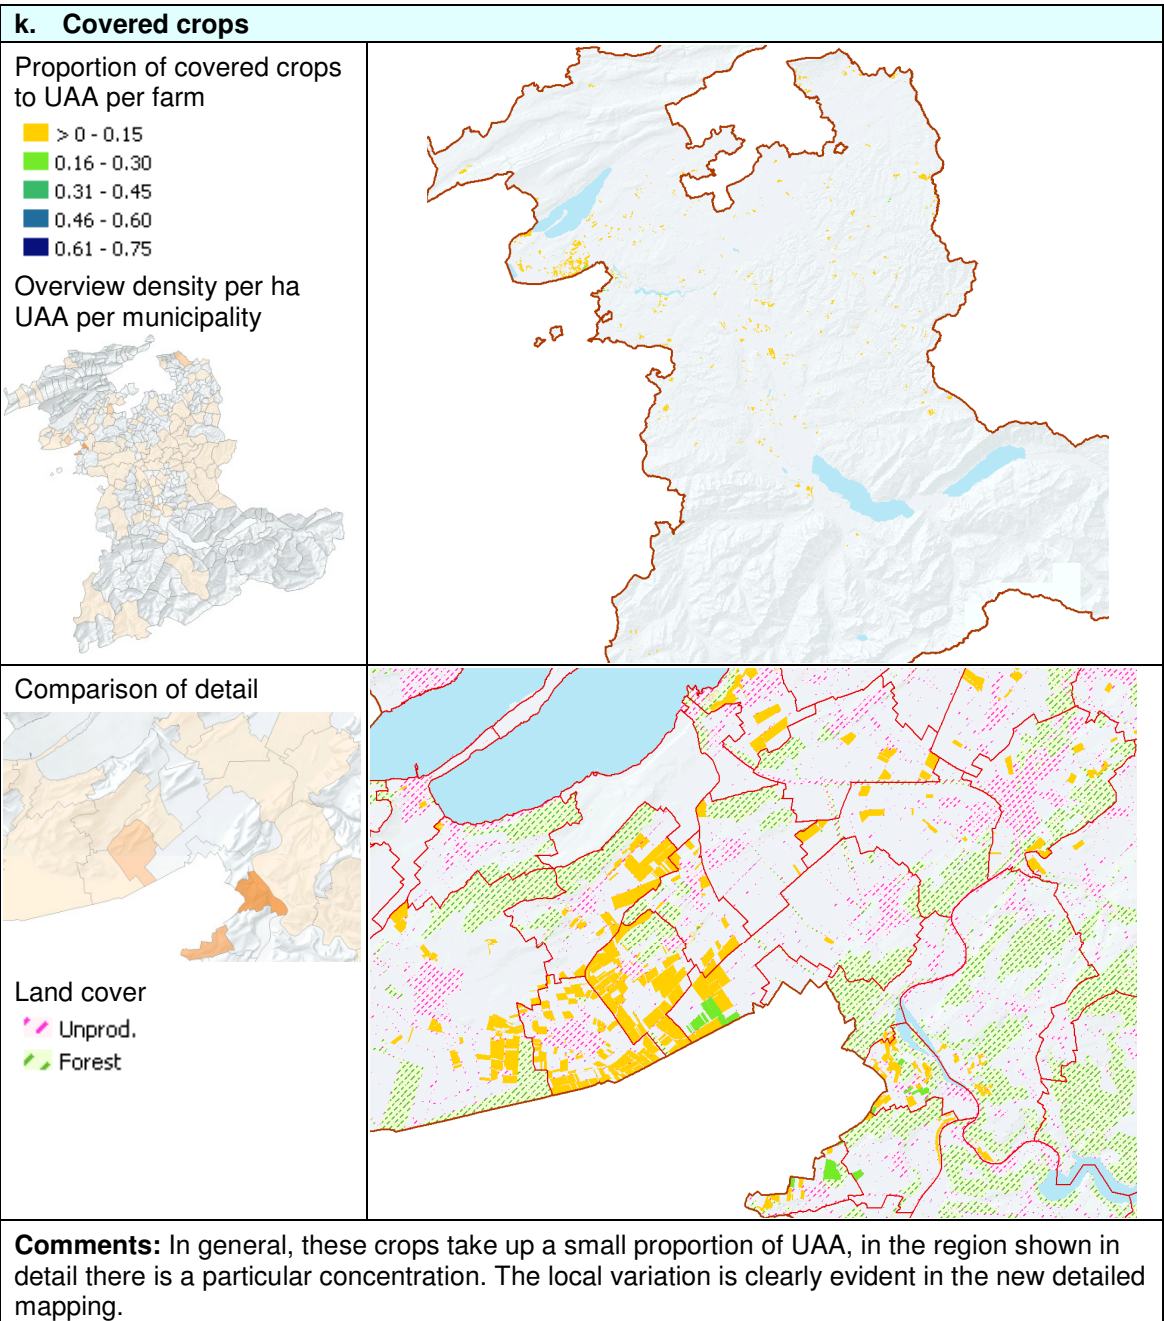 k. Covered crops
Proportion of covered crops
to UAA per farm
> 0 - 0.15
0.16 - 0.30
0.31 - 0.45
0.46 - 0.60
0.61 - 0.75
Overview density per ha
UAA per municipality
Comparison of detail
Land cover
Unprod.
Forest
Comments: In general, these crops take up a small proportion of UAA, in the region shown in
detail there is a particular concentration. The local variation is clearly evident in the new detailed
mapping.